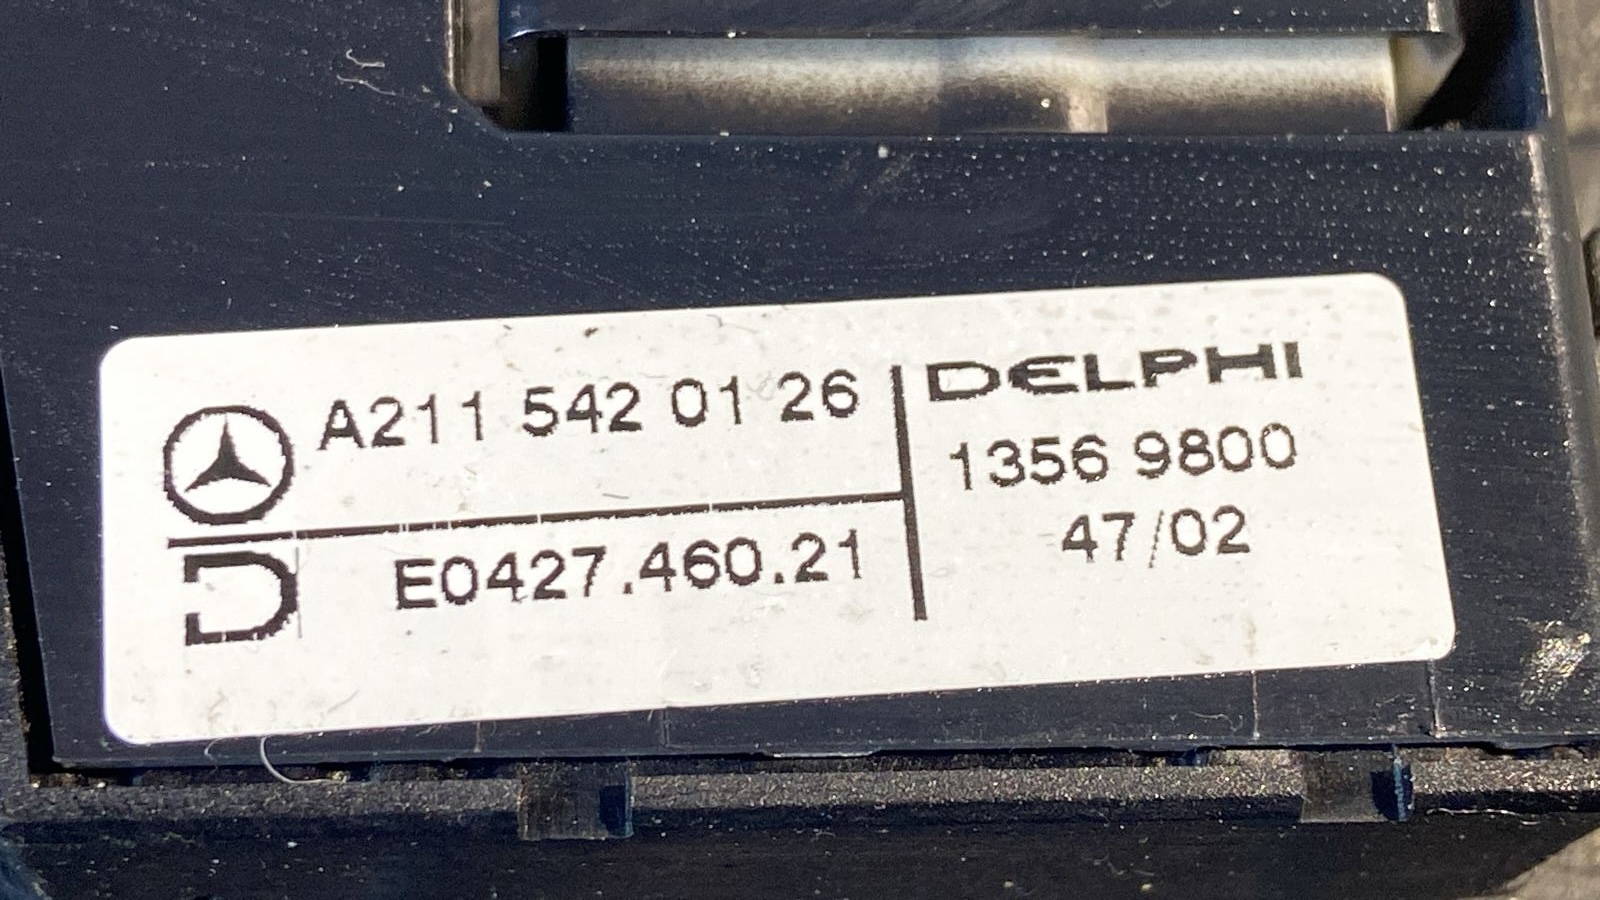 A211 542 01 26
E0427.460.21
DELPHI
1356 9800
47/02